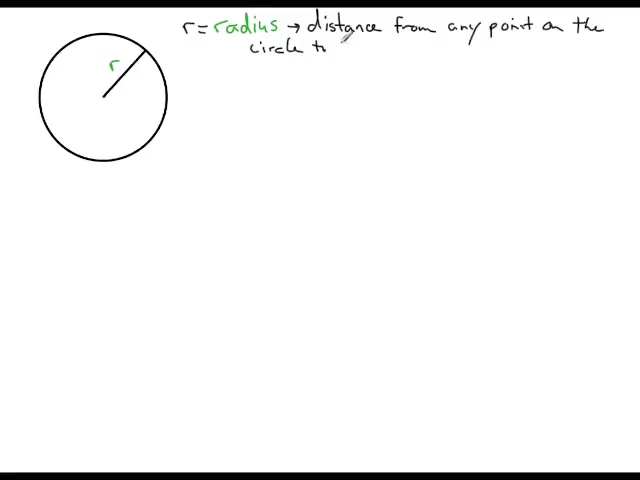 r = radius → distance from any point on the
circle to
r